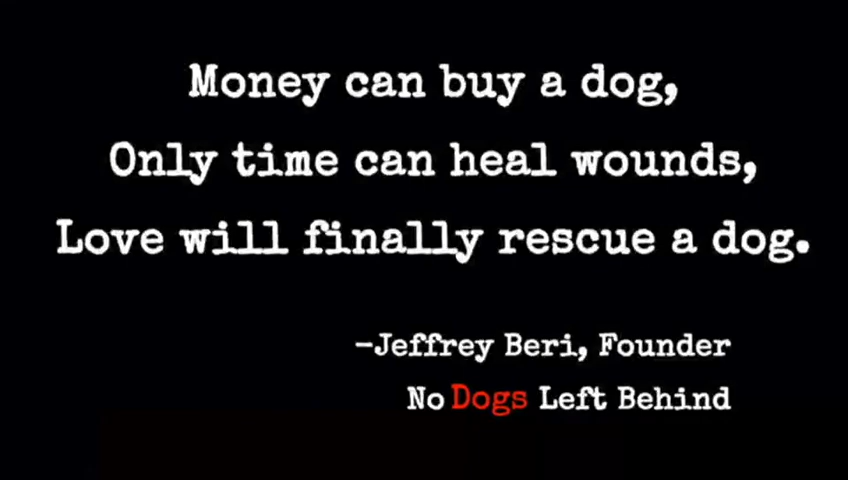 Money can buy a dog,
Only time can heal wounds,
Love will finally rescue a dog.
-Jeffrey Beri, Founder
No Dogs Left Behind